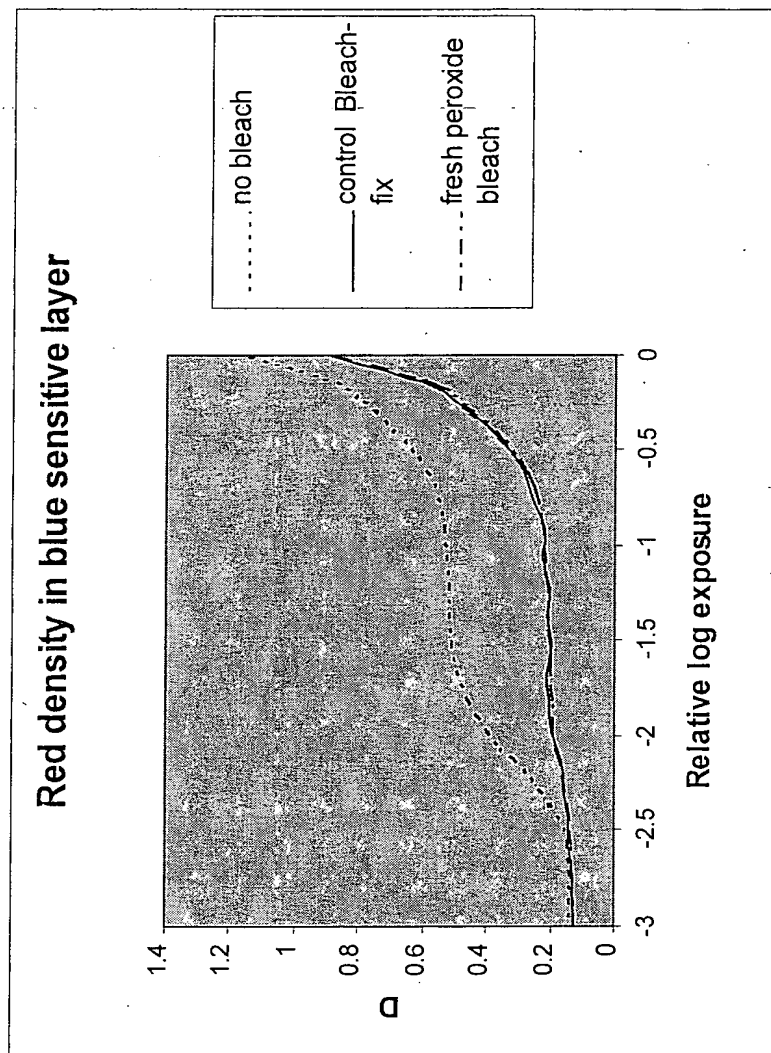 Red density in blue sensitive layer
1.4
1.2
1
0.8
0.6
0.4
0.2
0
D
-3
-2.5
-2
-1.5
-1
-0.5
0
Relative log exposure
no bleach
control Bleach-
fix
fresh peroxide
bleach